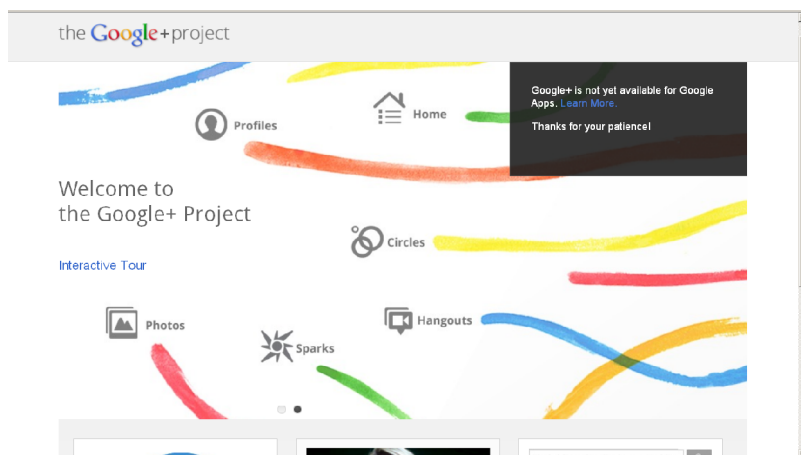 the Google+project
Google+ is not yet available for Google
Apps. Learn More.
Thanks for your patience!
Home
Profiles
Welcome to
the Google+ Project
Circles
Interactive Tour
Hangouts
Photos
Sparks